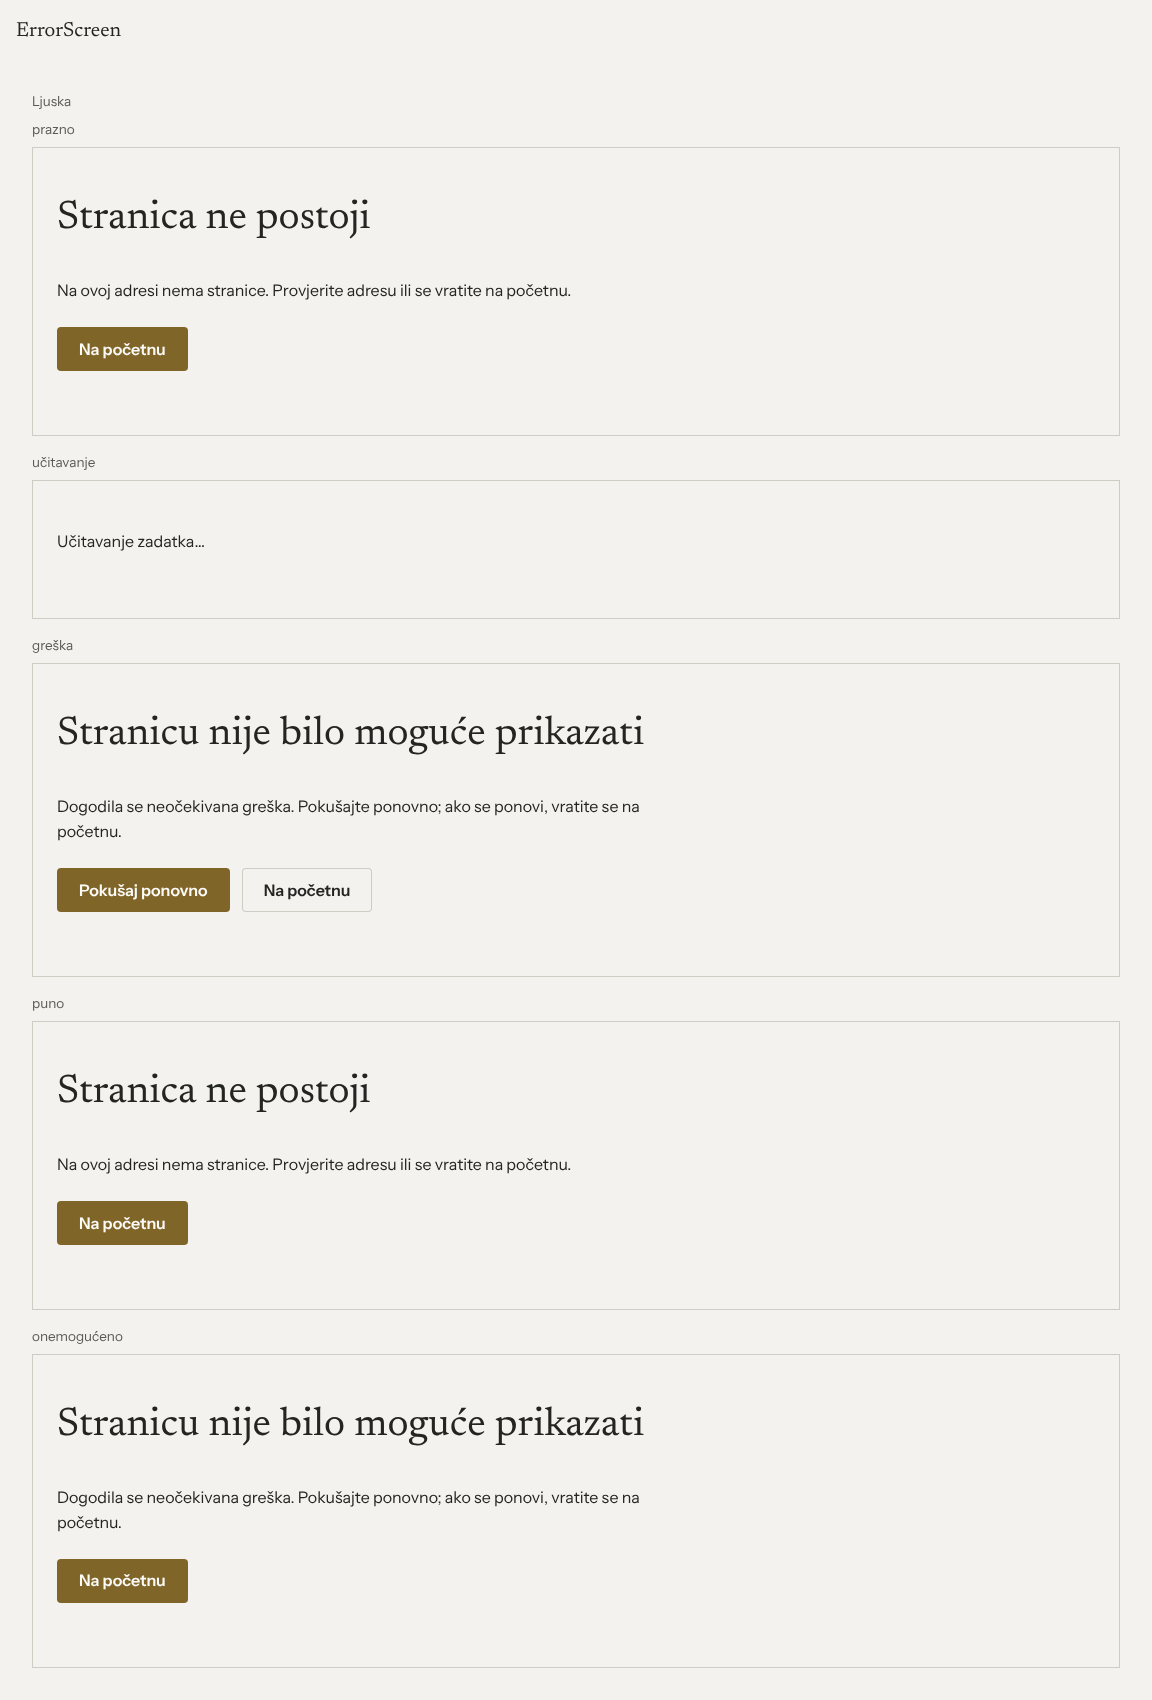 ErrorScreen
Ljuska
prazno
Stranica ne postoji
Na ovoj adresi nema stranice. Provjerite adresu ili se vratite na početnu.
Na početnu
učitavanje
Učitavanje zadatka…
greška
Stranicu nije bilo moguće prikazati
Dogodila se neočekivana greška. Pokušajte ponovno; ako se ponovi, vratite se na
početnu.
Pokušaj ponovno
Na početnu
puno
Stranica ne postoji
Na ovoj adresi nema stranice. Provjerite adresu ili se vratite na početnu.
Na početnu
onemogućeno
Stranicu nije bilo moguće prikazati
Dogodila se neočekivana greška. Pokušajte ponovno; ako se ponovi, vratite se na
početnu.
Na početnu